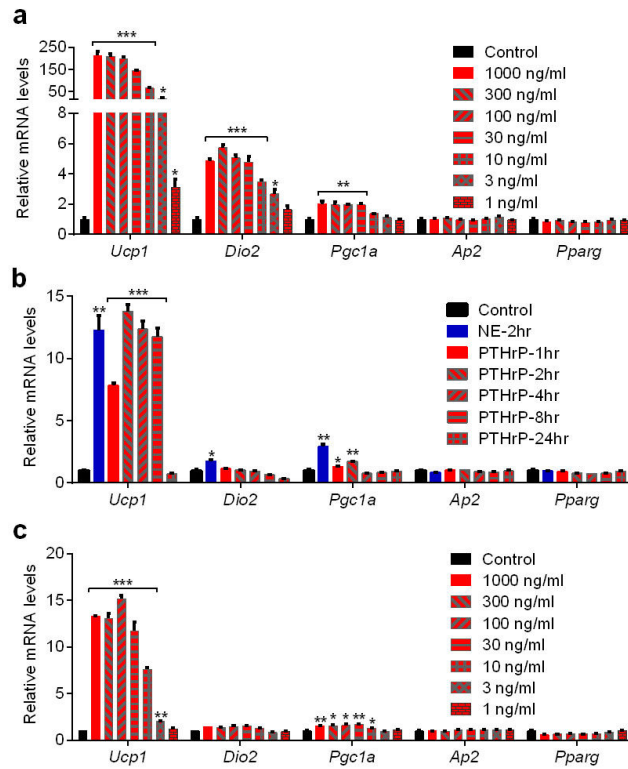 a
Relative mRNA levels
250
200
150
100
50
8
6
4
2
0
***
*
*
***
*
**
Control
1000 ng/ml
300 ng/ml
100 ng/ml
30 ng/ml
10 ng/ml
3 ng/ml
1 ng/ml
Ucp1 Dio2 Pgc1a Ap2 Pparg
b
Relative mRNA levels
15
10
5
0
**
***
*
**
*
**
Control
NE-2hr
PTHrP-1hr
PTHrP-2hr
PTHrP-4hr
PTHrP-8hr
PTHrP-24hr
Ucp1 Dio2 Pgc1a Ap2 Pparg
c
Relative mRNA levels
20
15
10
5
0
***
**
** * * ** *
Control
1000 ng/ml
300 ng/ml
100 ng/ml
30 ng/ml
10 ng/ml
3 ng/ml
1 ng/ml
Ucp1 Dio2 Pgc1a Ap2 Pparg